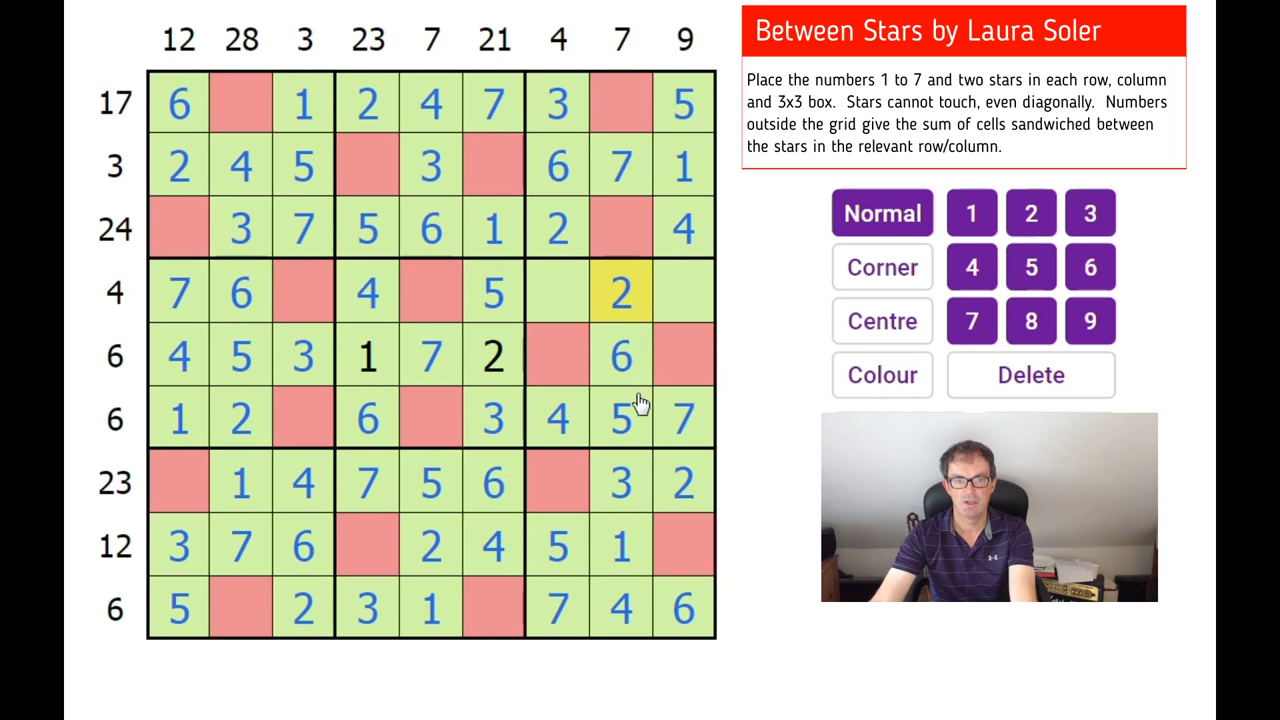 Between Stars by Laura Soler
Place the numbers 1 to 7 and two stars in each row, column
and 3x3 box. Stars cannot touch, even diagonally. Numbers
outside the grid give the sum of cells sandwiched between
the stars in the relevant row/column.
12 28 3 23 7 21 4 7 9
17 6 1 2 4 7 3 5
3 2 4 5 3 6 7 1
24 3 7 5 6 1 2 4
4 7 6 4 5 2
6 4 5 3 1 7 2 6
6 1 2 6 3 4 5 7
23 1 4 7 5 6 3 2
12 3 7 6 2 4 5 1
6 5 2 3 1 7 4 6
Normal 1 2 3
Corner 4 5 6
Centre 7 8 9
Colour Delete